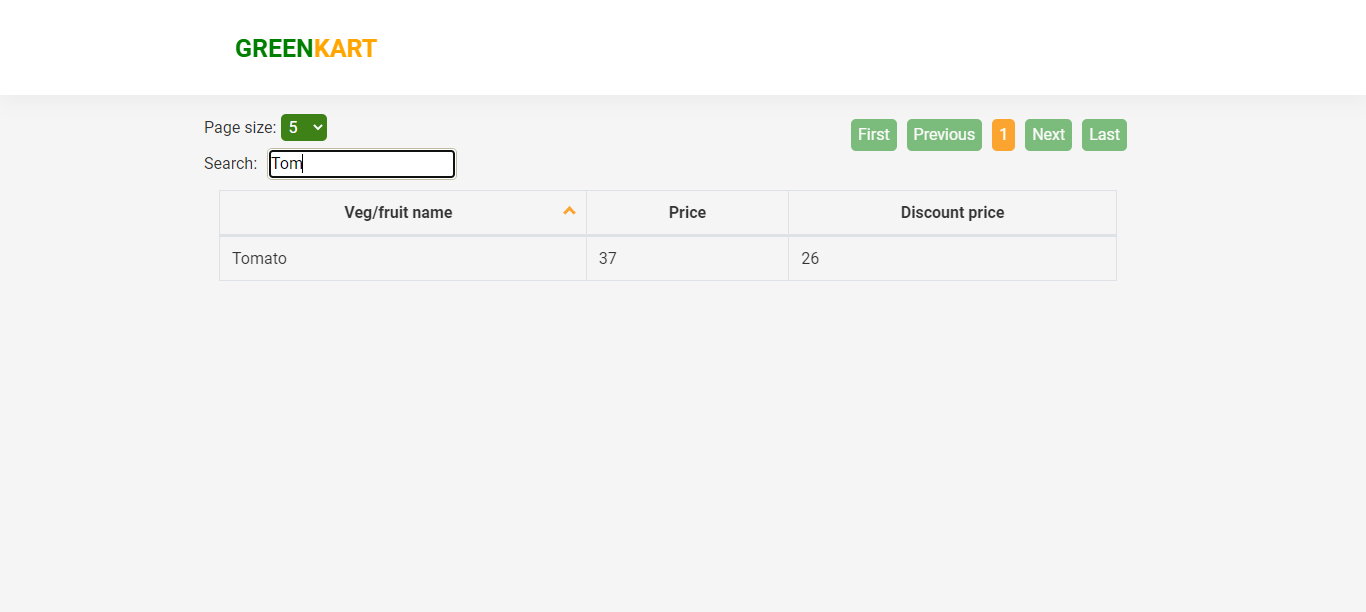 GREENKART
Page size: 5
First Previous 1 Next Last
Search: Tom
Veg/fruit name Price Discount price
Tomato 37 26